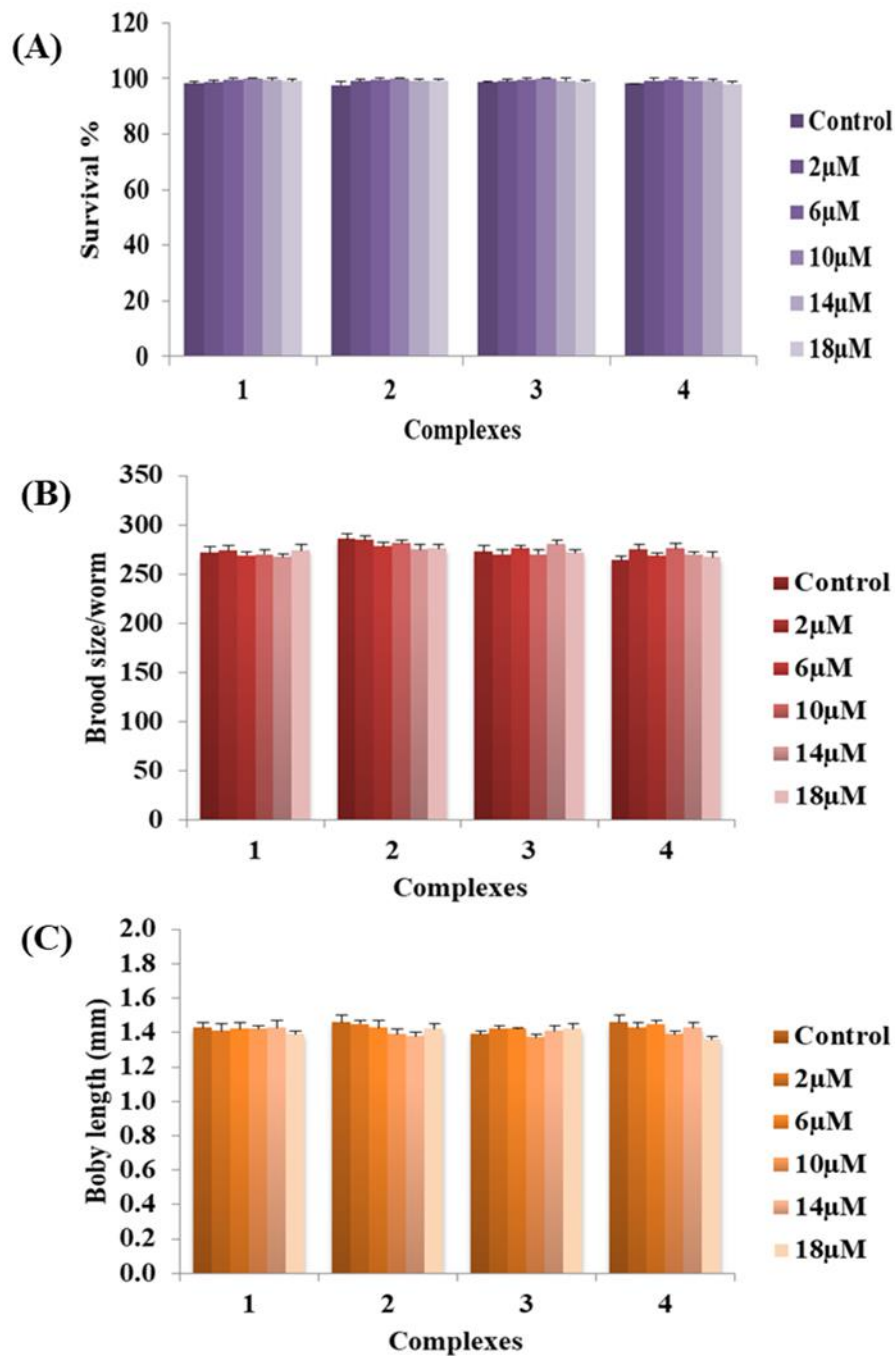 (A)
120
100
80
60
40
20
0
Survival %
1 2 3 4
Complexes
Control
2µM
6µM
10µM
14µM
18µM
(B)
350
300
250
200
150
100
50
0
Brood size/worm
1 2 3 4
Complexes
Control
2µM
6µM
10µM
14µM
18µM
(C)
2.0
1.8
1.6
1.4
1.2
1.0
0.8
0.6
0.4
0.2
0.0
Boby length (mm)
1 2 3 4
Complexes
Control
2µM
6µM
10µM
14µM
18µM